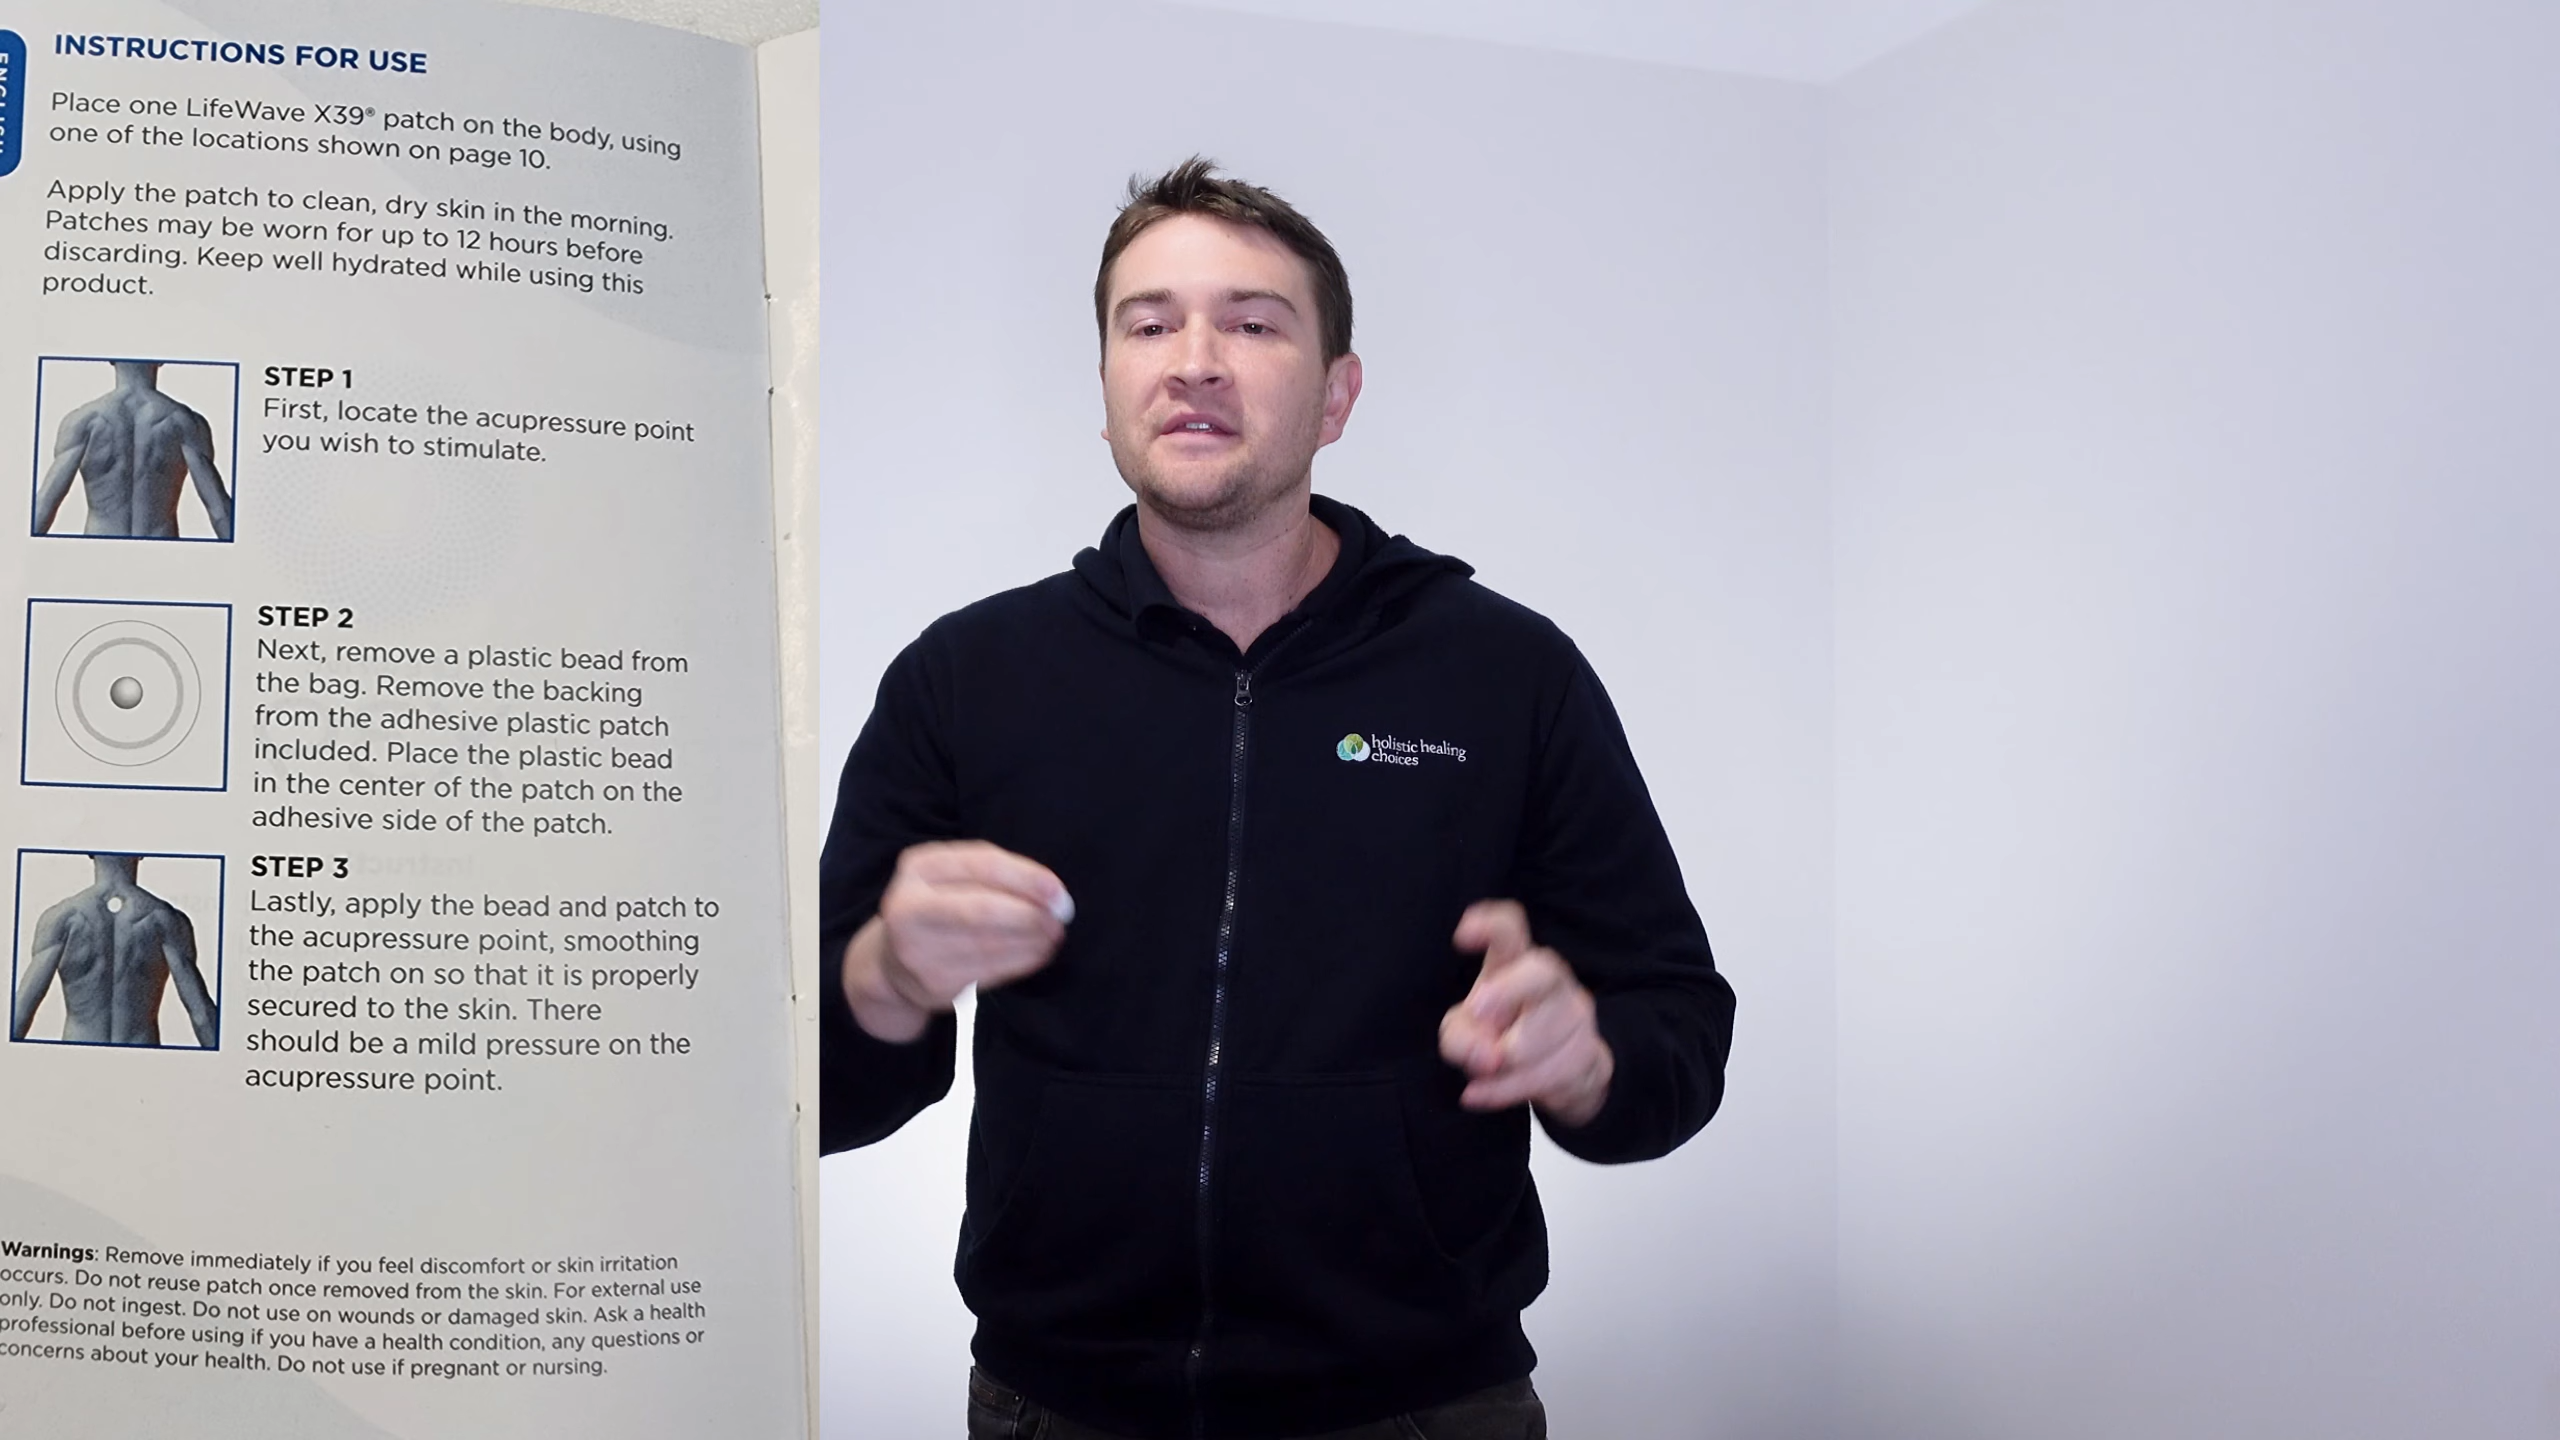 ENGLISH
INSTRUCTIONS FOR USE
Place one LifeWave X39® patch on the body, using
one of the locations shown on page 10.
Apply the patch to clean, dry skin in the morning.
Patches may be worn for up to 12 hours before
discarding. Keep well hydrated while using this
product.
STEP 1
First, locate the acupressure point
you wish to stimulate.
STEP 2
Next, remove a plastic bead from
the bag. Remove the backing
from the adhesive plastic patch
included. Place the plastic bead
in the center of the patch on the
adhesive side of the patch.
STEP 3
Lastly, apply the bead and patch to
the acupressure point, smoothing
the patch on so that it is properly
secured to the skin. There
should be a mild pressure on the
acupressure point.
Warnings: Remove immediately if you feel discomfort or skin irritation
occurs. Do not reuse patch once removed from the skin. For external use
only. Do not ingest. Do not use on wounds or damaged skin. Ask a health
professional before using if you have a health condition, any questions or
concerns about your health. Do not use if pregnant or nursing.
holistic healing
choices